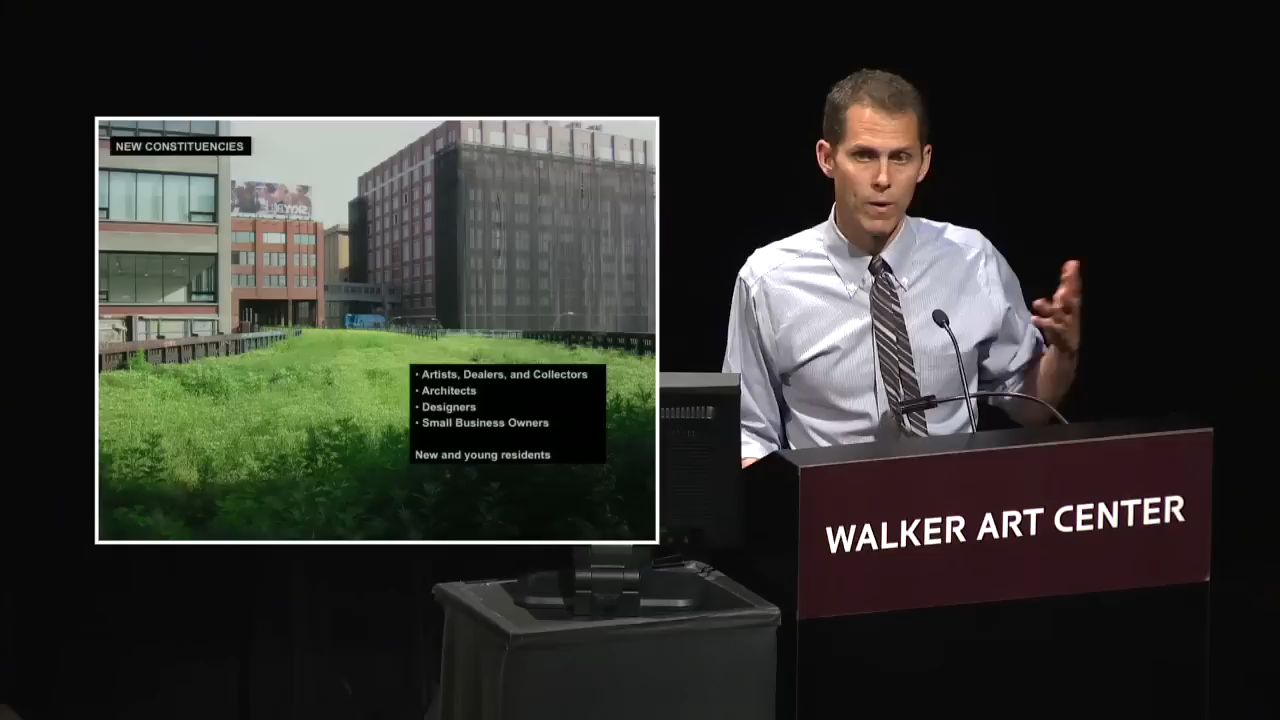 NEW CONSTITUENCIES
• Artists, Dealers, and Collectors
• Architects
• Designers
• Small Business Owners
New and young residents
WALKER ART CENTER